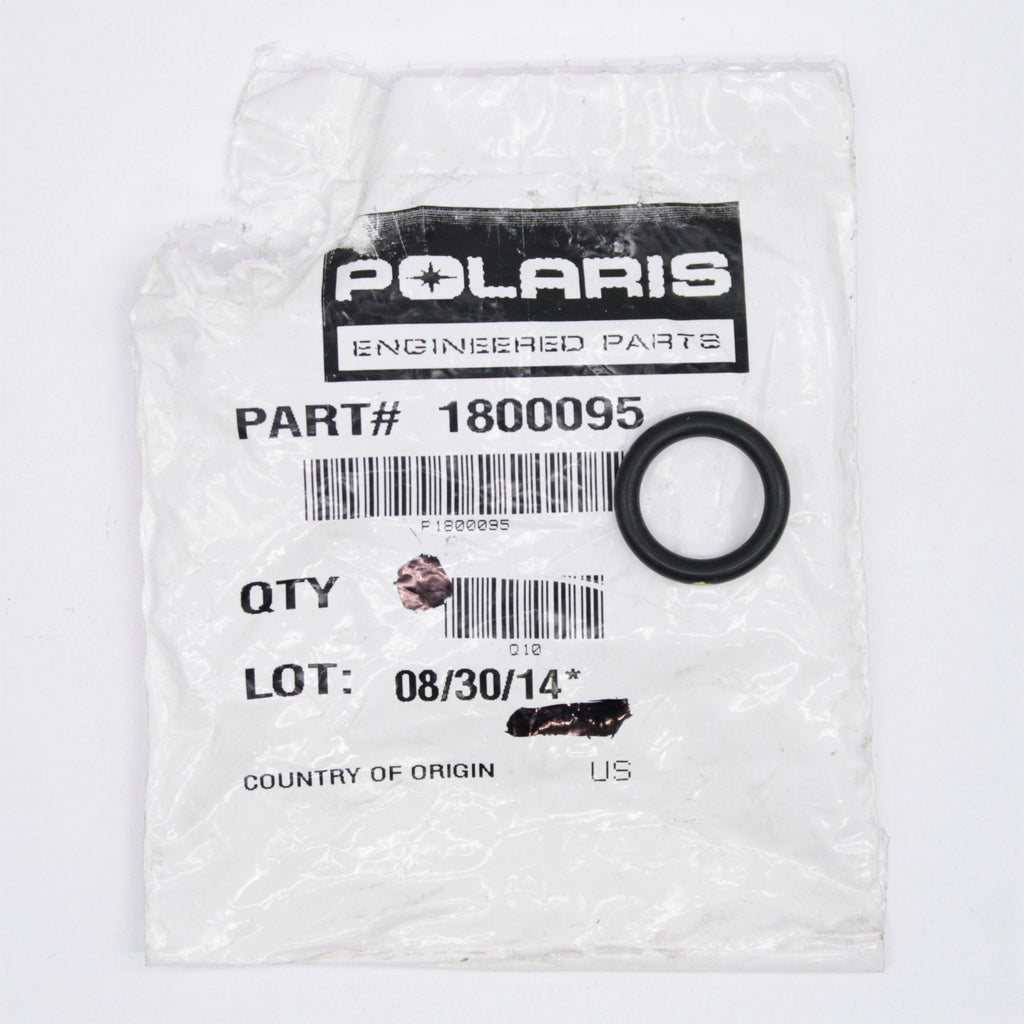 POLARIS
ENGINEERED PARTS
PART# 1800095
P1800095
QTY
Q10
LOT: 08/30/14*
COUNTRY OF ORIGIN US